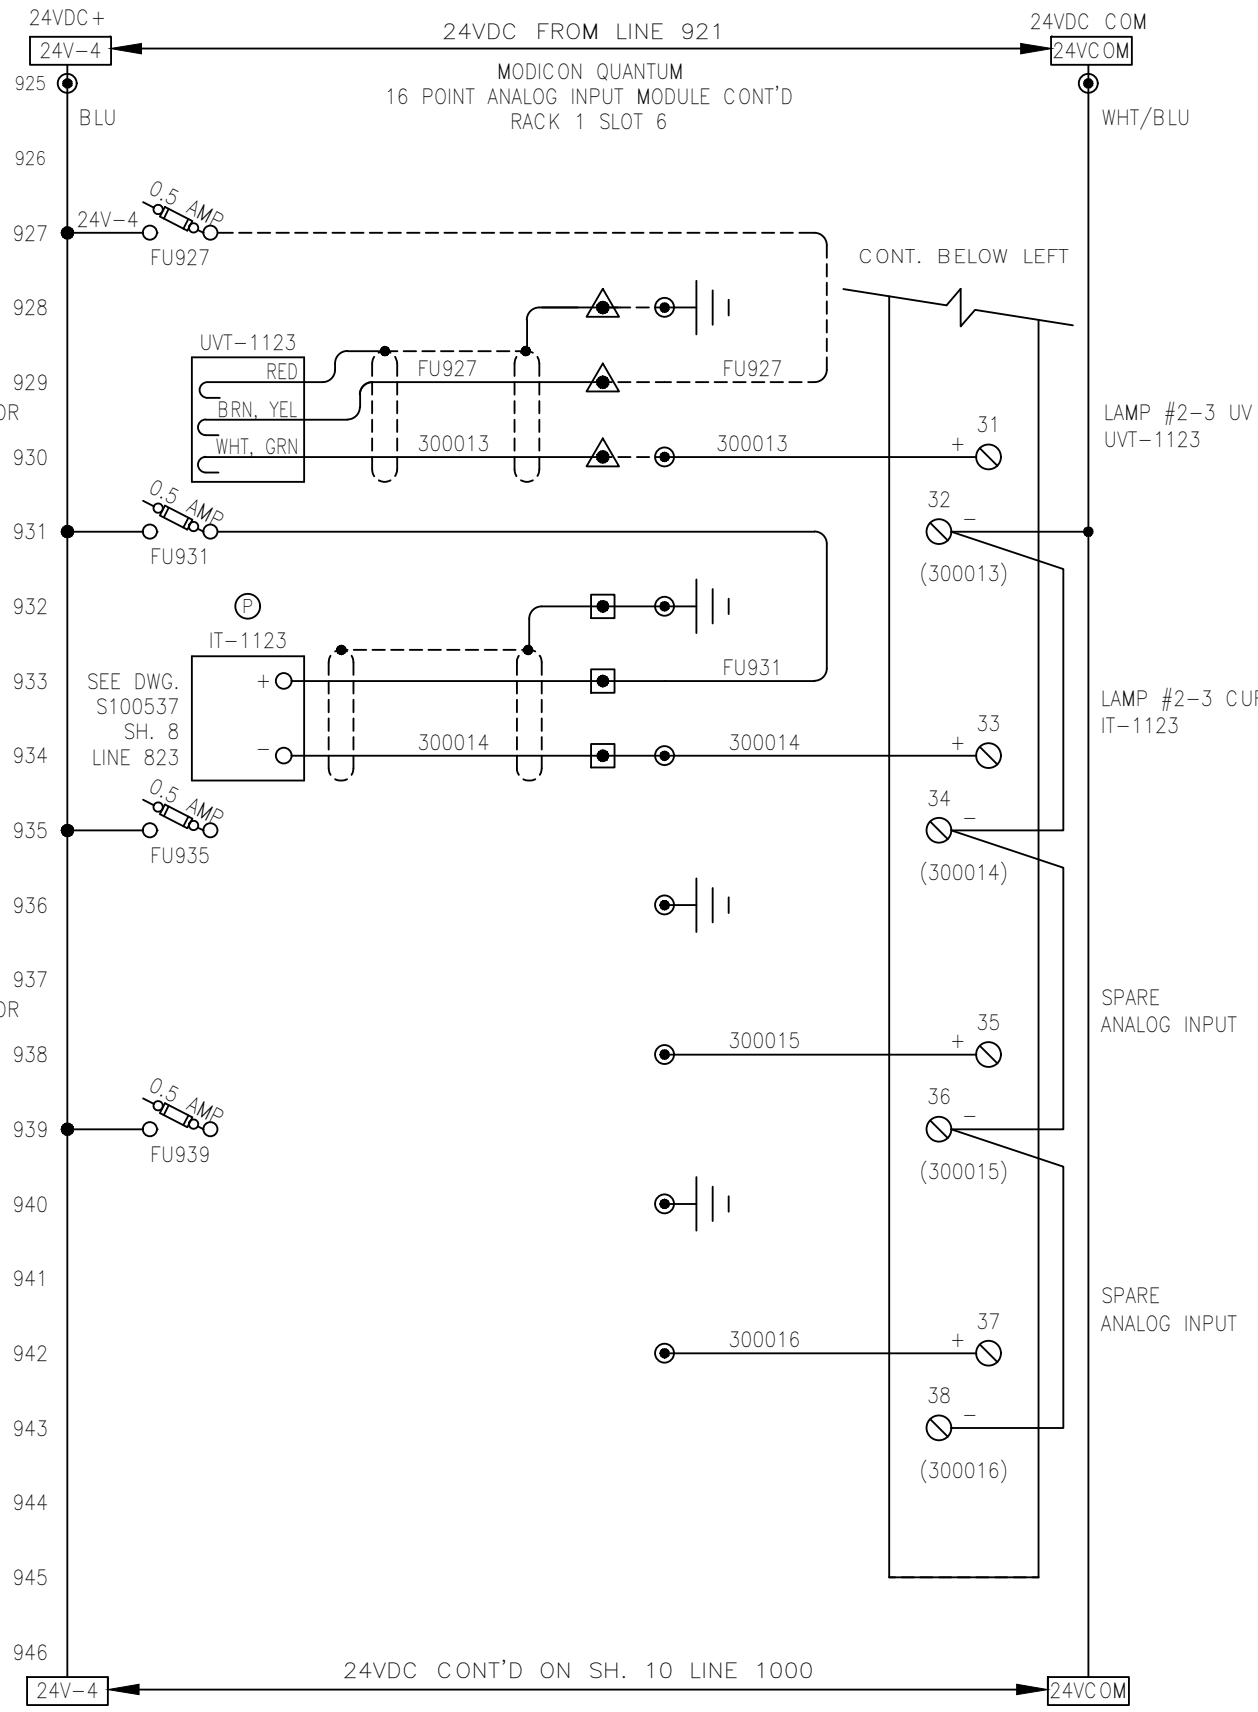 24VDC+
24VDC COM
24V-4
24VDC FROM LINE 921
24VCOM
MODICON QUANTUM
16 POINT ANALOG INPUT MODULE CONT'D
RACK 1 SLOT 6
925
BLU
WHT/BLU
926
0.5 AMP
927
24V-4
FU927
CONT. BELOW LEFT
928
UVT-1123
929
RED
FU927
FU927
OR
BRN, YEL
LAMP #2-3 UV
UVT-1123
31
930
WHT, GRN
300013
300013
+
0.5 AMP
32
-
931
FU931
(300013)
932
P
IT-1123
933
SEE DWG.
S100537
SH. 8
LINE 823
+
FU931
LAMP #2-3
IT-1123
33
934
-
300014
300014
+
0.5 AMP
34
-
935
FU935
(300014)
936
937
OR
SPARE
ANALOG INPUT
35
938
300015
+
0.5 AMP
36
-
939
FU939
(300015)
940
941
SPARE
ANALOG INPUT
37
942
300016
+
38
-
943
(300016)
944
945
946
24V-4
24VDC CONT'D ON SH. 10 LINE 1000
24VCOM